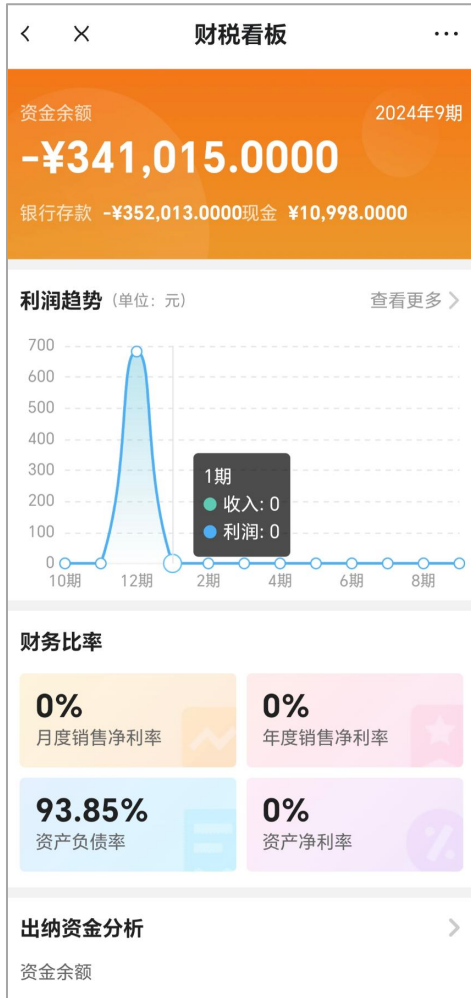 财税看板
资金余额 2024年9期
-¥341,015.0000
银行存款 -¥352,013.0000现金 ¥10,998.0000
利润趋势 (单位: 元) 查看更多
700
600
500
400
300
200
100
0
1期
收入: 0
利润: 0
10期 12期 2期 4期 6期 8期
财务比率
0% 0%
月度销售净利率 年度销售净利率
93.85% 0%
资产负债率 资产净利率
出纳资金分析
资金余额